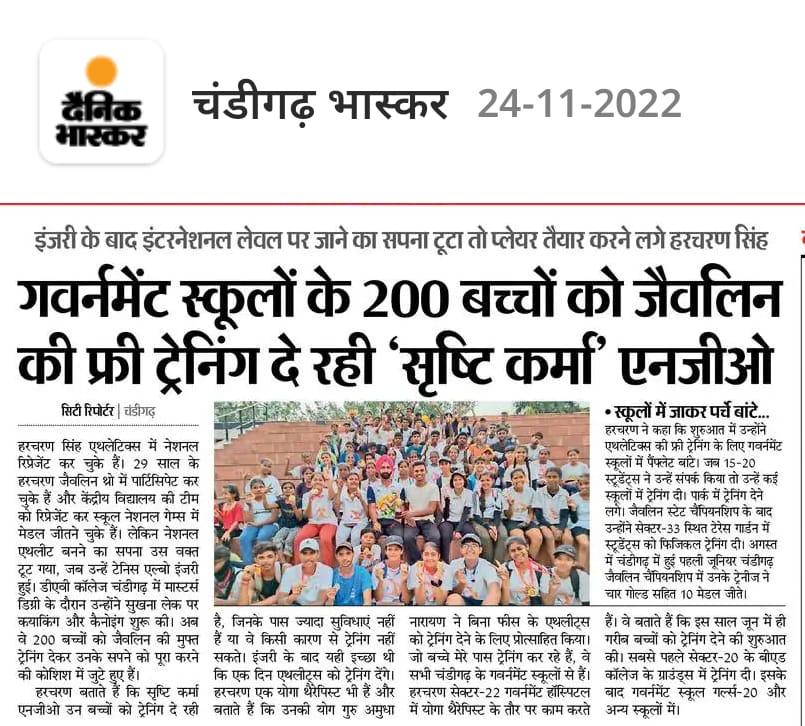 दैनिक
भास्कर
चंडीगढ़ भास्कर 24-11-2022
इंजरी के बाद इंटरनेशनल लेवल पर जाने का सपना टूटा तो प्लेयर तैयार करने लगे हरचरण सिंह
गवर्नमेंट स्कूलों के 200 बच्चों को जैवलिन
की फ्री ट्रेनिंग दे रही ‘सृष्टि कर्मा’ एनजीओ
सिटी रिपोर्टर | चंडीगढ़
हरचरण सिंह एथलेटिक्स में नेशनल
रिप्रेजेंट कर चुके हैं। 29 साल के
हरचरण जैवलिन थ्रो में पार्टिसिपेट कर
चुके हैं और केंद्रीय विद्यालय की टीम
को रिप्रेजेंट कर स्कूल नेशनल गेम्स में
मेडल जीतने चुके हैं। लेकिन नेशनल
एथलीट बनने का सपना उस वक्त
टूट गया, जब उन्हें टेनिस एल्बो इंजरी
हुई। डीएवी कॉलेज चंडीगढ़ में मास्टर्स
डिग्री के दौरान उन्होंने सुखना लेक पर
कयाकिंग और कैनोइंग शुरू की। अब
वे 200 बच्चों को जैवलिन की मुफ्त
ट्रेनिंग देकर उनके सपने को पूरा करने
की कोशिश में जुटे हुए हैं।
हरचरण बताते हैं कि सृष्टि कर्मा
एनजीओ उन बच्चों को ट्रेनिंग दे रही
है, जिनके पास ज्यादा सुविधाएं नहीं
हैं या वे किसी कारण से ट्रेनिंग नहीं
सकते। इंजरी के बाद यही इच्छा थी
कि एक दिन एथलीट्स को ट्रेनिंग देंगे।
हरचरण एक योगा थैरेपिस्ट भी हैं और
बताते हैं कि उनकी योग गुरु अमुधा
नारायण ने बिना फीस के एथलीट्स
को ट्रेनिंग देने के लिए प्रोत्साहित किया।
जो बच्चे मेरे पास ट्रेनिंग कर रहे हैं, वे
सभी चंडीगढ़ के गवर्नमेंट स्कूलों से हैं।
हरचरण सेक्टर-22 गवर्नमेंट हॉस्पिटल
में योगा थैरेपिस्ट के तौर पर काम करते
• स्कूलों में जाकर पर्चे बांटे...
हरचरण ने कहा कि शुरुआत में उन्होंने
एथलेटिक्स की फ्री ट्रेनिंग के लिए गवर्नमेंट
स्कूलों में पैंफ्लेट बांटे। जब 15-20
स्टूडेंट्स ने उन्हें संपर्क किया तो उन्हें कई
स्कूलों में ट्रेनिंग दी। पार्क में ट्रेनिंग देने
लगे। जैवलिन स्टेट चैंपियनशिप के बाद
उन्होंने सेक्टर-33 स्थित टेरेस गार्डन में
स्टूडेंट्स को फिजिकल ट्रेनिंग दी। अगस्त
में चंडीगढ़ में हुई पहली जूनियर चंडीगढ़
जैवलिन चैंपियनशिप में उनके ट्रेनीज ने
चार गोल्ड सहित 10 मेडल जीते।
हैं। वे बताते हैं कि इस साल जून में ही
गरीब बच्चों को ट्रेनिंग देने की शुरुआत
की। सबसे पहले सेक्टर-20 के बीएड
कॉलेज के ग्राउंड्स में ट्रेनिंग दी। इसके
बाद गवर्नमेंट स्कूल गर्ल्स-20 और
अन्य स्कूलों में।